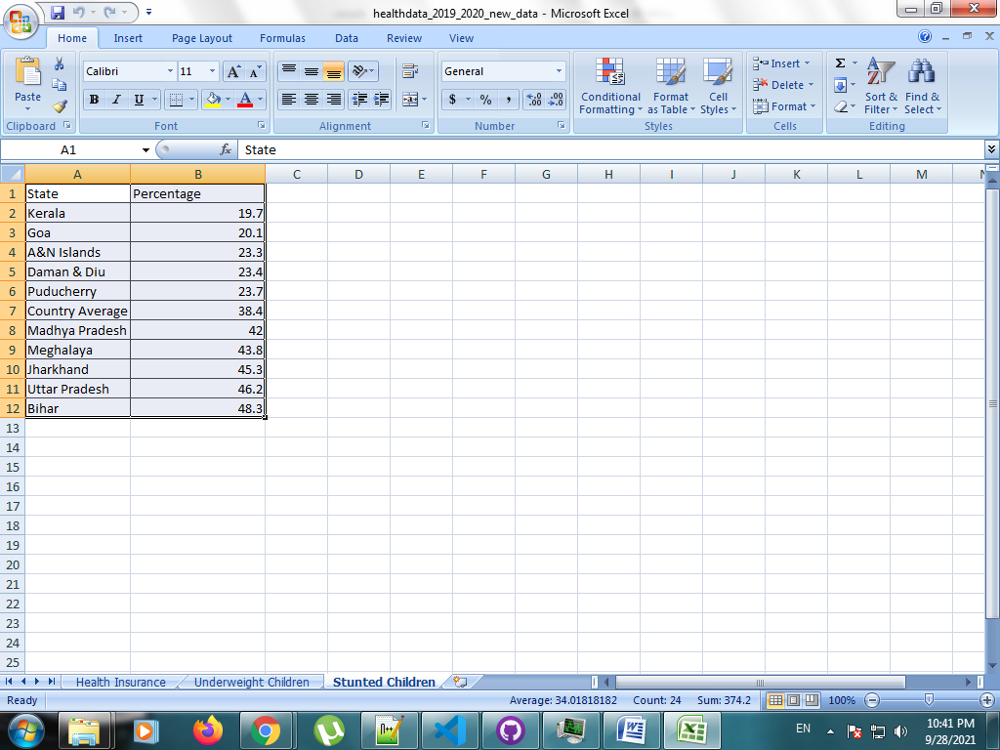 healthdata_2019_2020_new_data - Microsoft Excel
Home Insert Page Layout Formulas Data Review View
Paste Calibri 11 A A General Conditional Formatting Format as Table Cell Styles Insert Delete Format Σ Sort & Filter Find & Select
B I U A $ % , .00 .00
Clipboard Font Alignment Number Styles Cells Editing
A1 fx State
A B C D E F G H I J K L M N
1 State Percentage
2 Kerala 19.7
3 Goa 20.1
4 A&N Islands 23.3
5 Daman & Diu 23.4
6 Puducherry 23.7
7 Country Average 38.4
8 Madhya Pradesh 42
9 Meghalaya 43.8
10 Jharkhand 45.3
11 Uttar Pradesh 46.2
12 Bihar 48.3
13
14
15
16
17
18
19
20
21
22
23
24
25
Health Insurance Underweight Children Stunted Children
Ready Average: 34.01818182 Count: 24 Sum: 374.2 100%
EN 10:41 PM
9/28/2021